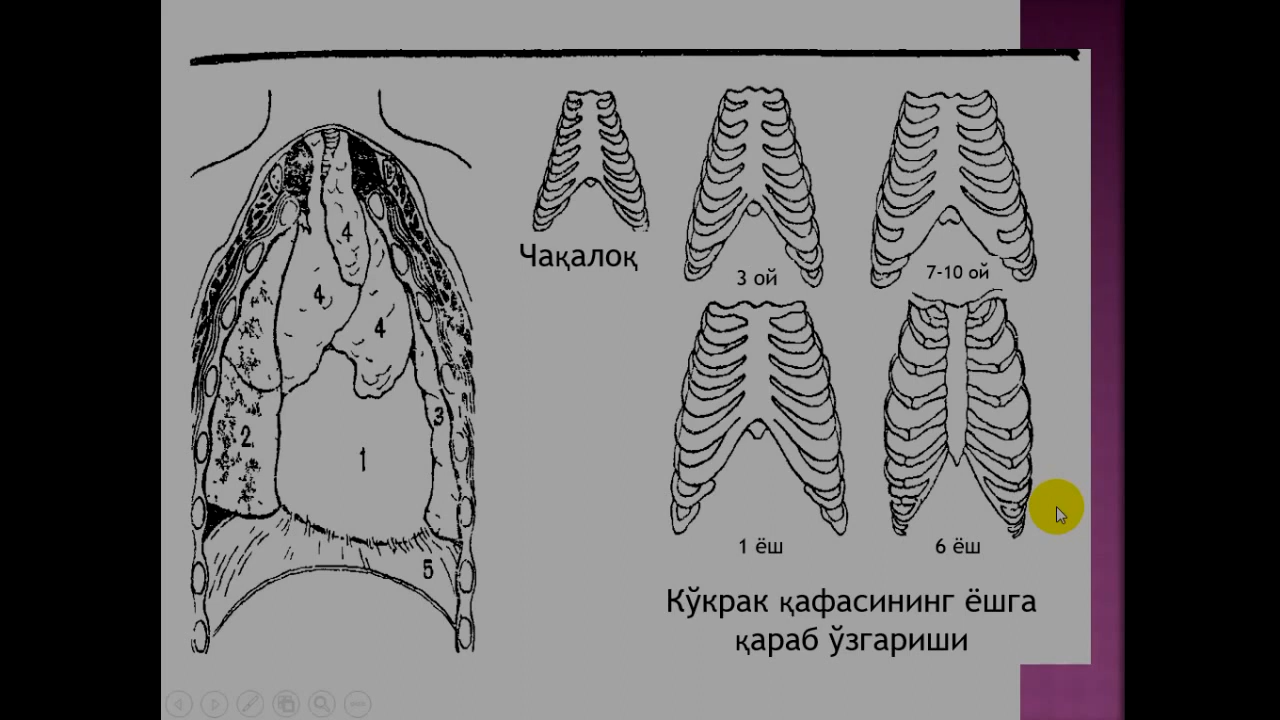 4
4
4
2
3
1
5
Чақалоқ
3 ой
7-10 ой
1 ёш
6 ёш
Кўкрак қафасининг ёшга
қараб ўзгариши